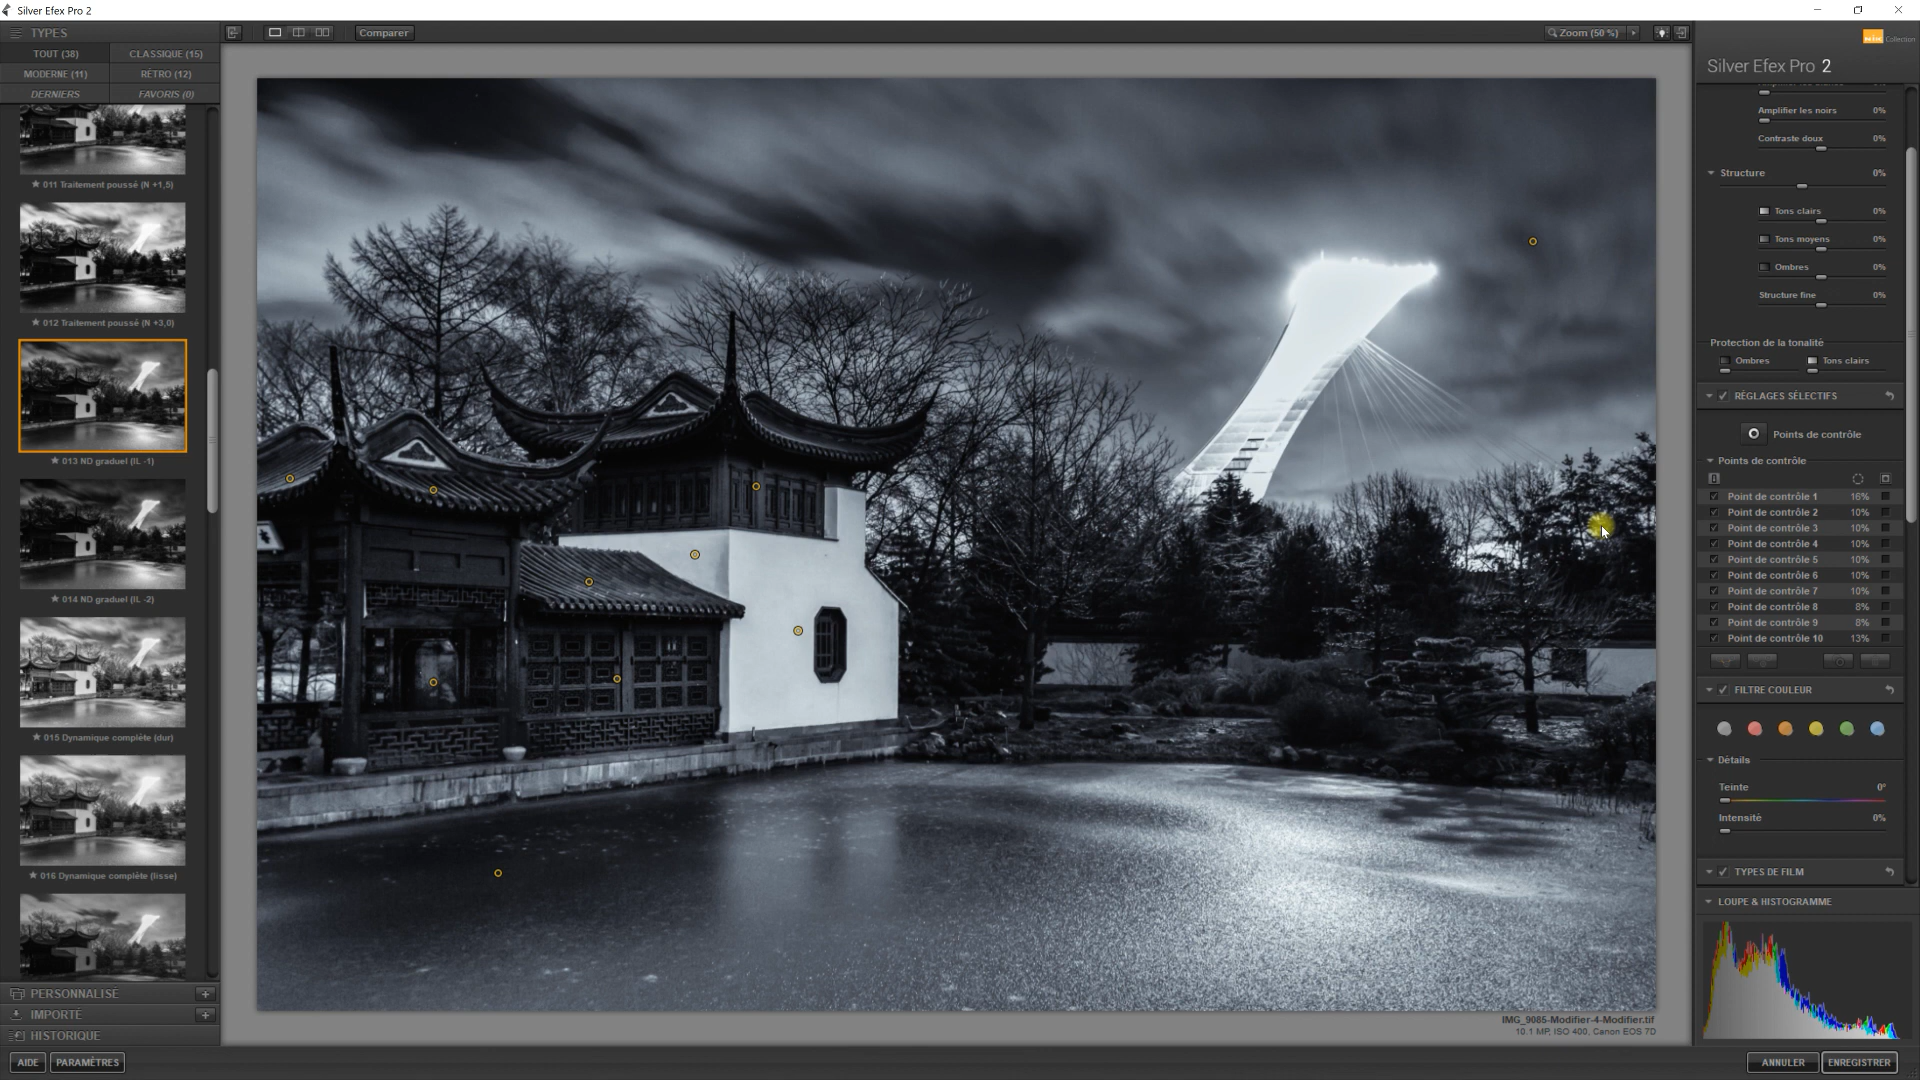 Silver Efex Pro 2
TYPES
TOUT (38)
CLASSIQUE (15)
MODERNE (11)
RÉTRO (12)
DERNIERS
FAVORIS (0)
★ 011 Traitement poussé (N +1,5)
★ 012 Traitement poussé (N +3,0)
★ 013 ND graduel (IL -1)
★ 014 ND graduel (IL -2)
★ 015 Dynamique complète (dur)
★ 016 Dynamique complète (lisse)
PERSONNALISÉ
IMPORTÉ
HISTORIQUE
AIDE
PARAMÈTRES
Comparer
Zoom (50 %)
IMG_9085-Modifier-4-Modifier.tif
10.1 MP, ISO 400, Canon EOS 7D
Collection
Silver Efex Pro 2
Amplifier les noirs 0%
Contraste doux 0%
Structure 0%
Tons clairs 0%
Tons moyens 0%
Ombres 0%
Structure fine 0%
Protection de la tonalité
Ombres
Tons clairs
RÉGLAGES SÉLECTIFS
Points de contrôle
Points de contrôle
Point de contrôle 1 16%
Point de contrôle 2 10%
Point de contrôle 3 10%
Point de contrôle 4 10%
Point de contrôle 5 10%
Point de contrôle 6 10%
Point de contrôle 7 10%
Point de contrôle 8 8%
Point de contrôle 9 8%
Point de contrôle 10 13%
FILTRE COULEUR
Détails
Teinte 0°
Intensité 0%
TYPES DE FILM
LOUPE & HISTOGRAMME
ANNULER
ENREGISTRER